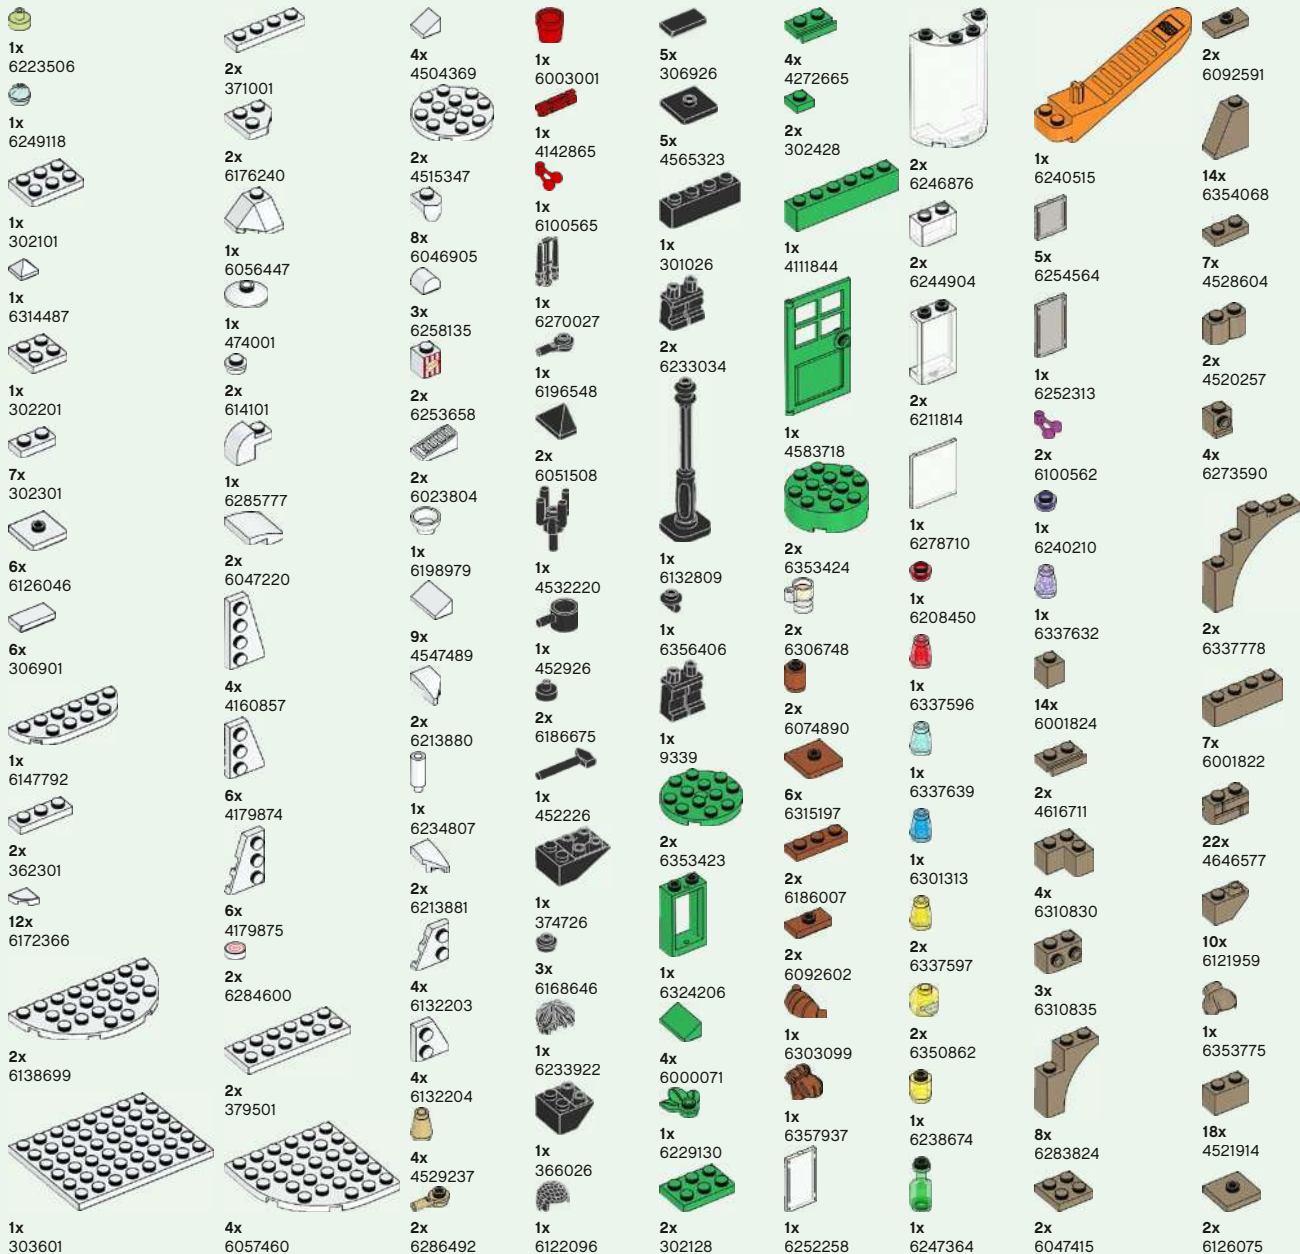 1x
6223506
1x
6249118
1x
302101
1x
6314487
1x
302201
7x
302301
6x
6126046
6x
306901
1x
6147792
2x
362301
12x
6172366
2x
6138699
1x
303601
2x
371001
2x
6176240
1x
6056447
1x
474001
2x
614101
1x
6285777
2x
6047220
4x
4160857
6x
4179874
6x
4179875
2x
6284600
2x
379501
4x
6057460
4x
4504369
2x
4515347
8x
6046905
3x
6258135
2x
6253658
2x
6023804
1x
6198979
9x
4547489
2x
6213880
1x
6234807
2x
6213881
4x
6132203
4x
6132204
4x
4529237
2x
6286492
1x
6003001
1x
4142865
1x
6100565
1x
6270027
1x
6196548
2x
6051508
1x
4532220
1x
452926
2x
6186675
1x
452226
1x
374726
3x
6168646
1x
6233922
1x
366026
1x
6122096
5x
306926
5x
4565323
1x
301026
2x
6233034
1x
6132809
1x
6356406
1x
9339
2x
6353423
1x
6324206
4x
6000071
1x
6229130
2x
302128
4x
4272665
2x
302428
1x
4111844
1x
4583718
2x
6353424
2x
6306748
2x
6074890
6x
6315197
2x
6186007
2x
6092602
1x
6303099
1x
6357937
1x
6252258
2x
6246876
2x
6244904
2x
6211814
1x
6278710
1x
6208450
1x
6337596
1x
6337639
1x
6301313
2x
6337597
2x
6350862
1x
6238674
1x
6247364
1x
6240515
5x
6254564
1x
6252313
2x
6100562
1x
6240210
1x
6337632
14x
6001824
2x
4616711
4x
6310830
3x
6310835
8x
6283824
2x
6047415
2x
6092591
14x
6354068
7x
4528604
2x
4520257
4x
6273590
2x
6337778
7x
6001822
22x
4646577
10x
6121959
1x
6353775
18x
4521914
2x
6126075